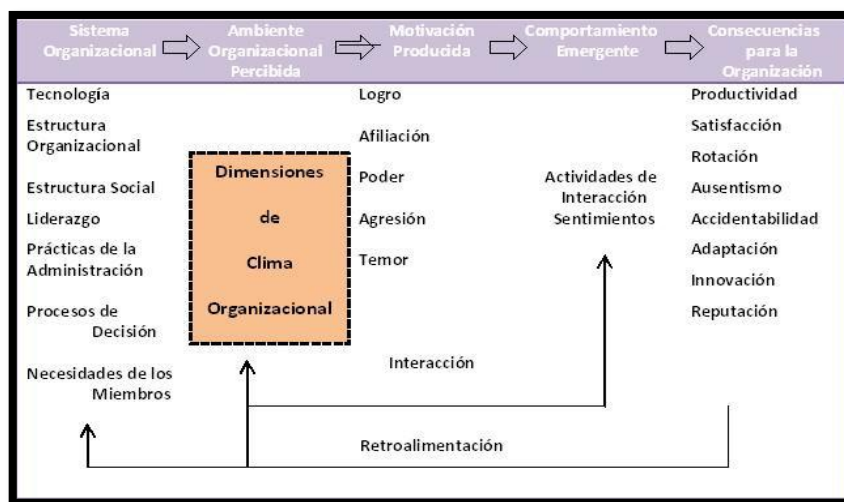 Sistema
Organizacional
Ambiente
Organizacional
Percibida
Motivación
Producida
Comportamiento
Emergente
Consecuencias
para la
Organización
Tecnología
Estructura
Organizacional
Estructura Social
Liderazgo
Prácticas de la
Administración
Procesos de
Decisión
Necesidades de los
Miembros
Dimensiones
de
Clima
Organizacional
Logro
Afiliación
Poder
Agresión
Temor
Actividades de
Interacción
Sentimientos
Productividad
Satisfacción
Rotación
Ausentismo
Accidentabilidad
Adaptación
Innovación
Reputación
Interacción
Retroalimentación